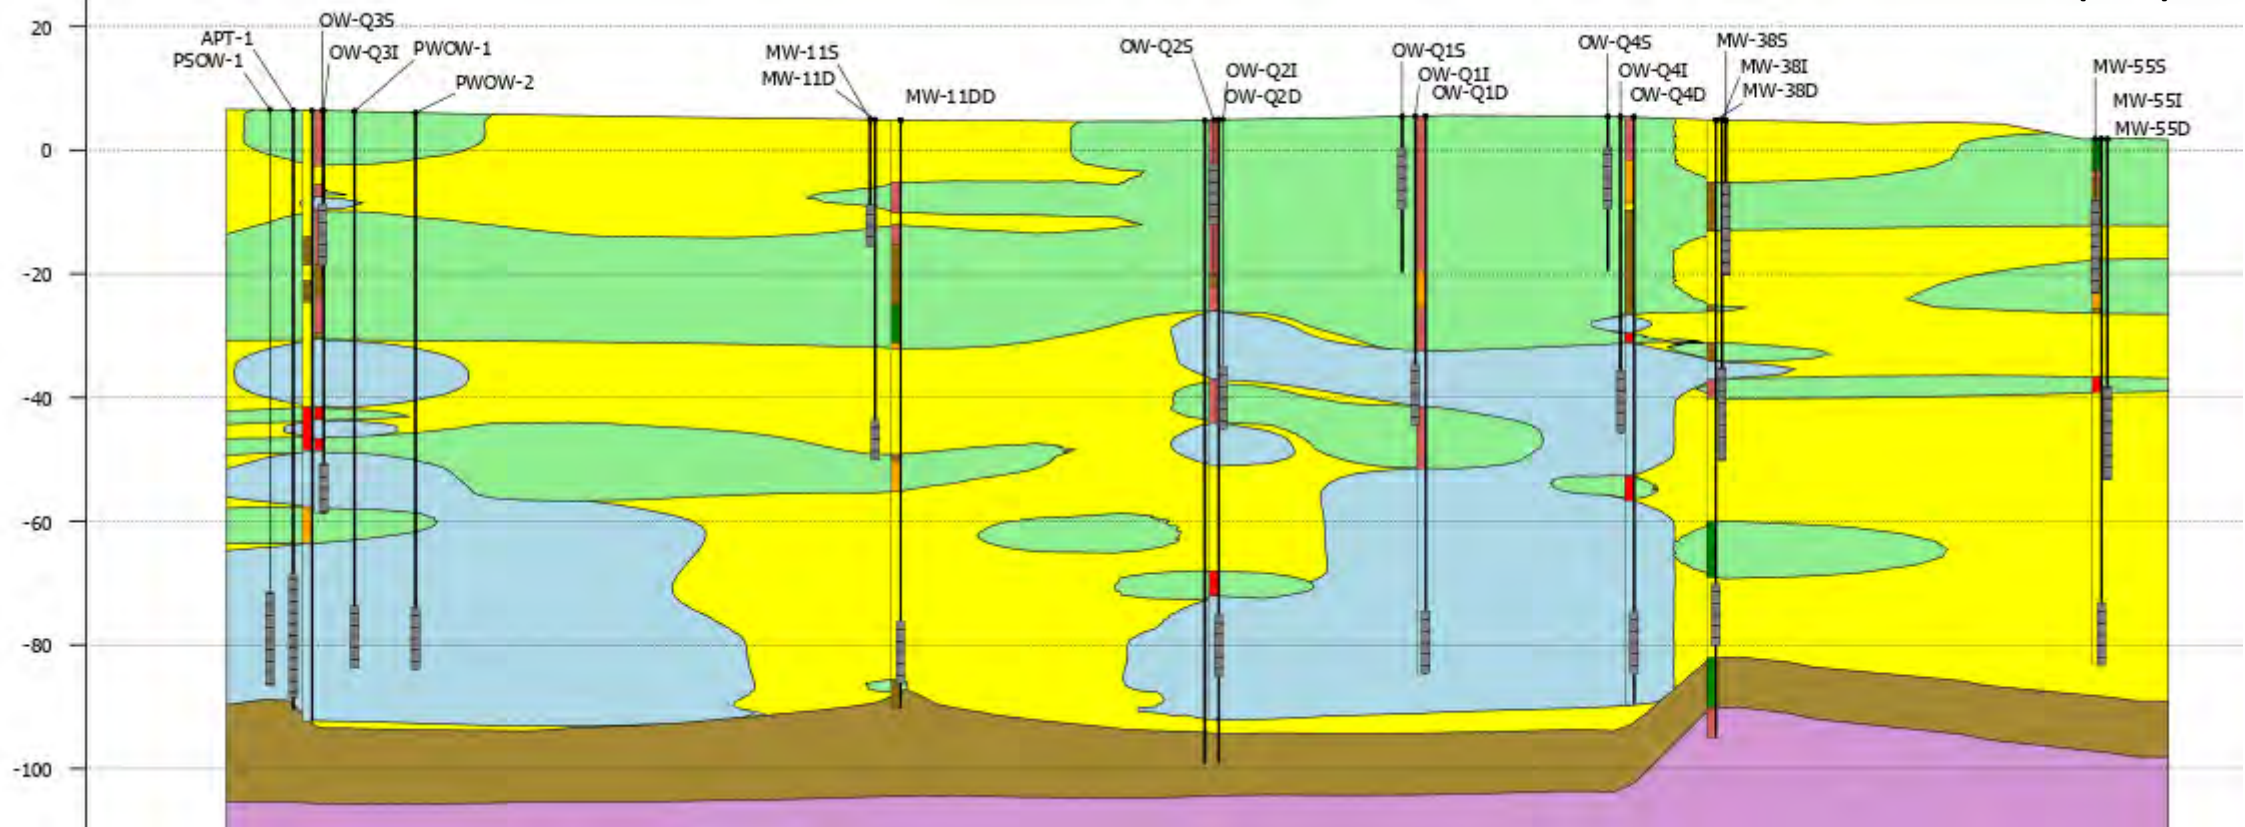 20
0
-20
-40
-60
-80
-100
OW-Q3S
APT-1
OW-Q3I
PWOW-1
PSOW-1
PWOW-2
MW-11S
MW-11D
MW-11DD
OW-Q2S
OW-Q2I
OW-Q2D
OW-Q1S
OW-Q1I
OW-Q1D
OW-Q4S
OW-Q4I
OW-Q4D
MW-38S
MW-38I
MW-38D
MW-55S
MW-55I
MW-55D